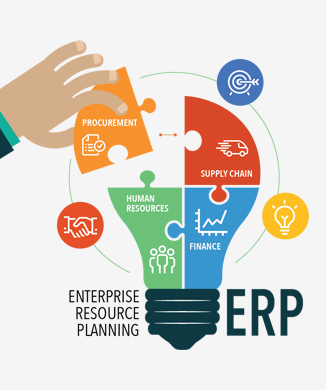 PROCUREMENT
SUPPLY CHAIN
HUMAN
RESOURCES
FINANCE
ENTERPRISE
RESOURCE
PLANNING
ERP